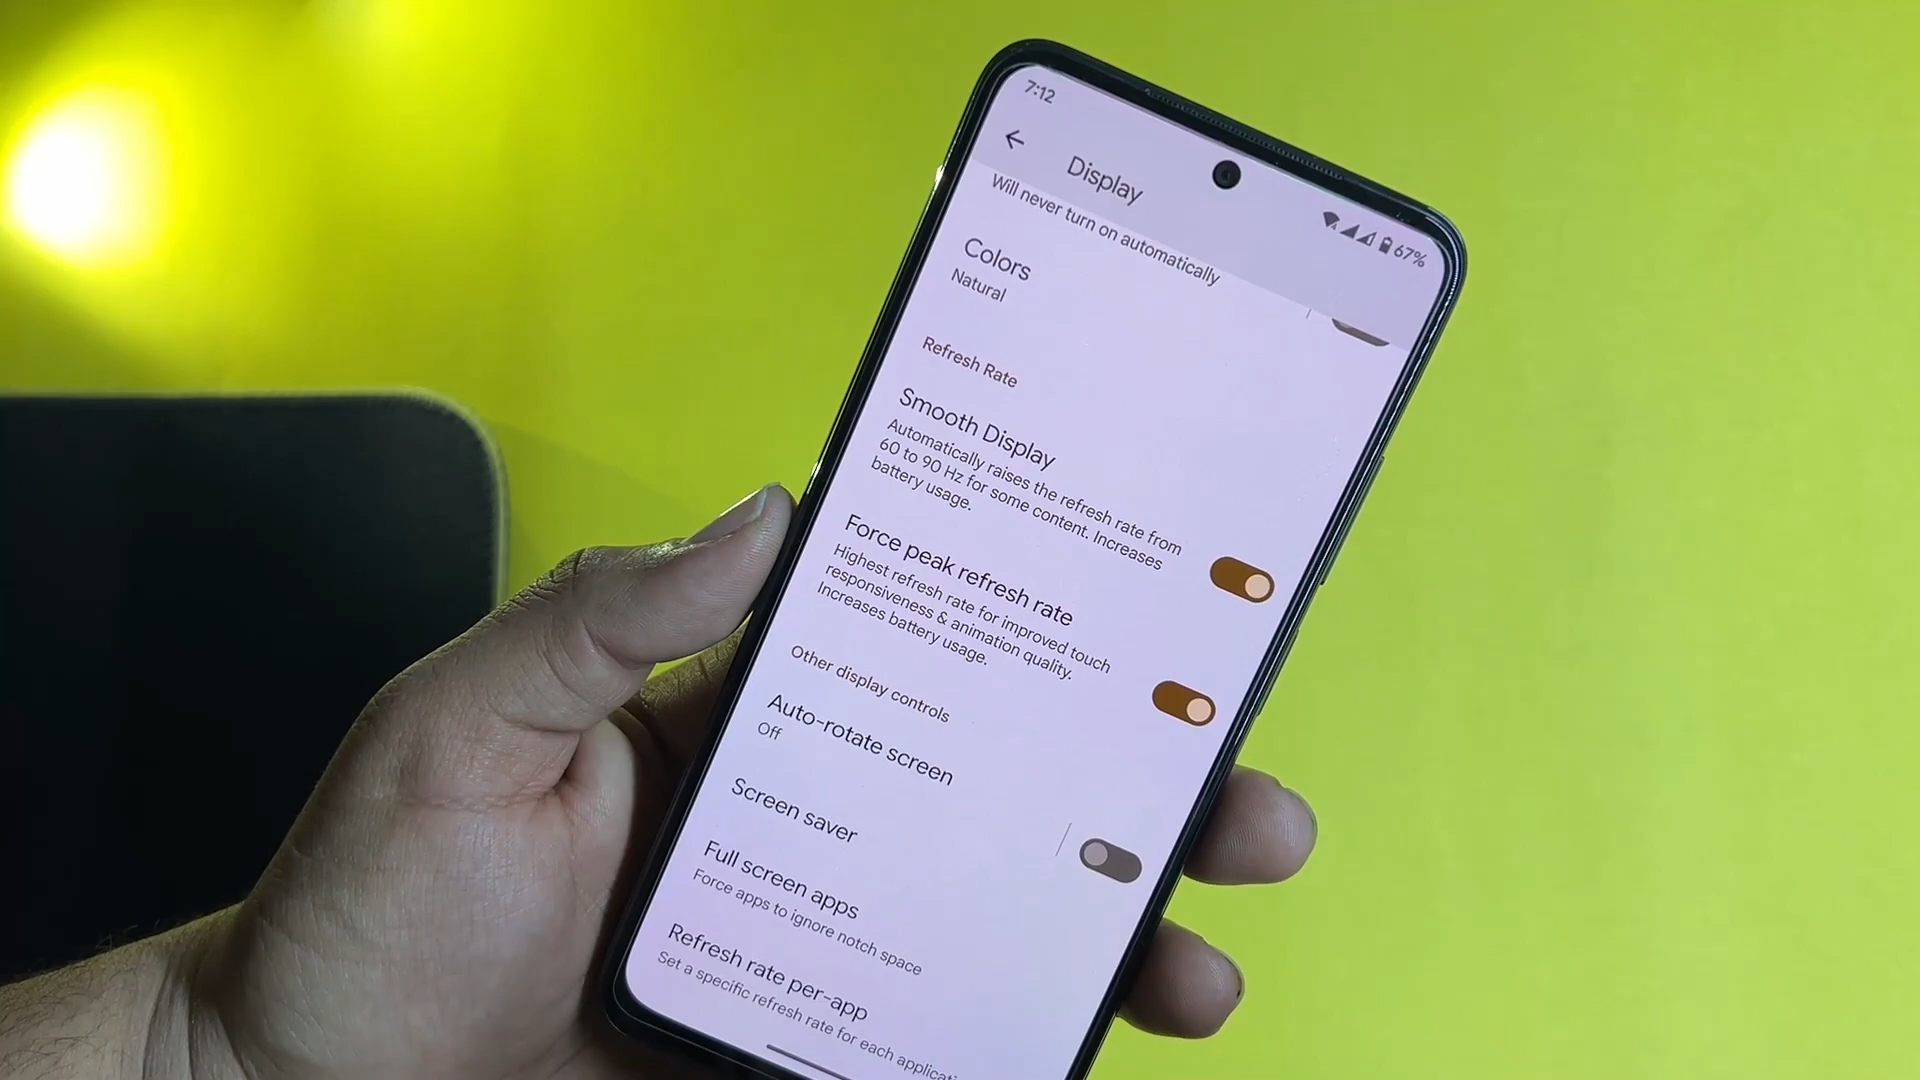 7:12
67%
Display
Will never turn on automatically
Colors
Natural
Refresh Rate
Smooth Display
Automatically raises the refresh rate from
60 to 90 Hz for some content. Increases
battery usage.
Force peak refresh rate
Highest refresh rate for improved touch
responsiveness & animation quality.
Increases battery usage.
Other display controls
Auto-rotate screen
Off
Screen saver
Full screen apps
Force apps to ignore notch space
Refresh rate per-app
Set a specific refresh rate for each